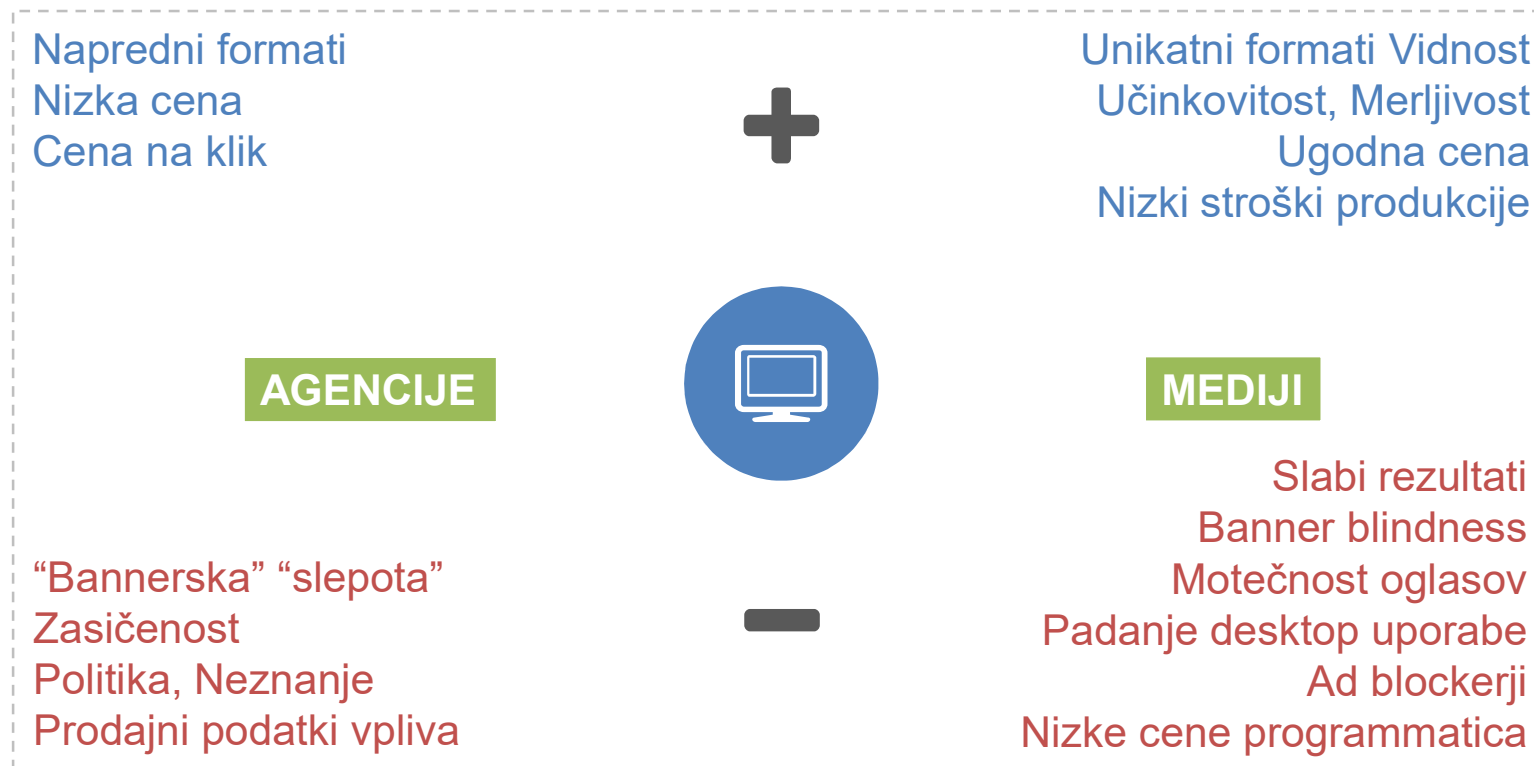 Napredni formati
Nizka cena
Cena na klik
Unikatni formati Vidnost
Učinkovitost, Merljivost
Ugodna cena
Nizki stroški produkcije
AGENCIJE
MEDIJI
“Bannerska” “slepota”
Zasičenost
Politika, Neznanje
Prodajni podatki vpliva
Slabi rezultati
Banner blindness
Motečnost oglasov
Padanje desktop uporabe
Ad blockerji
Nizke cene programmatica